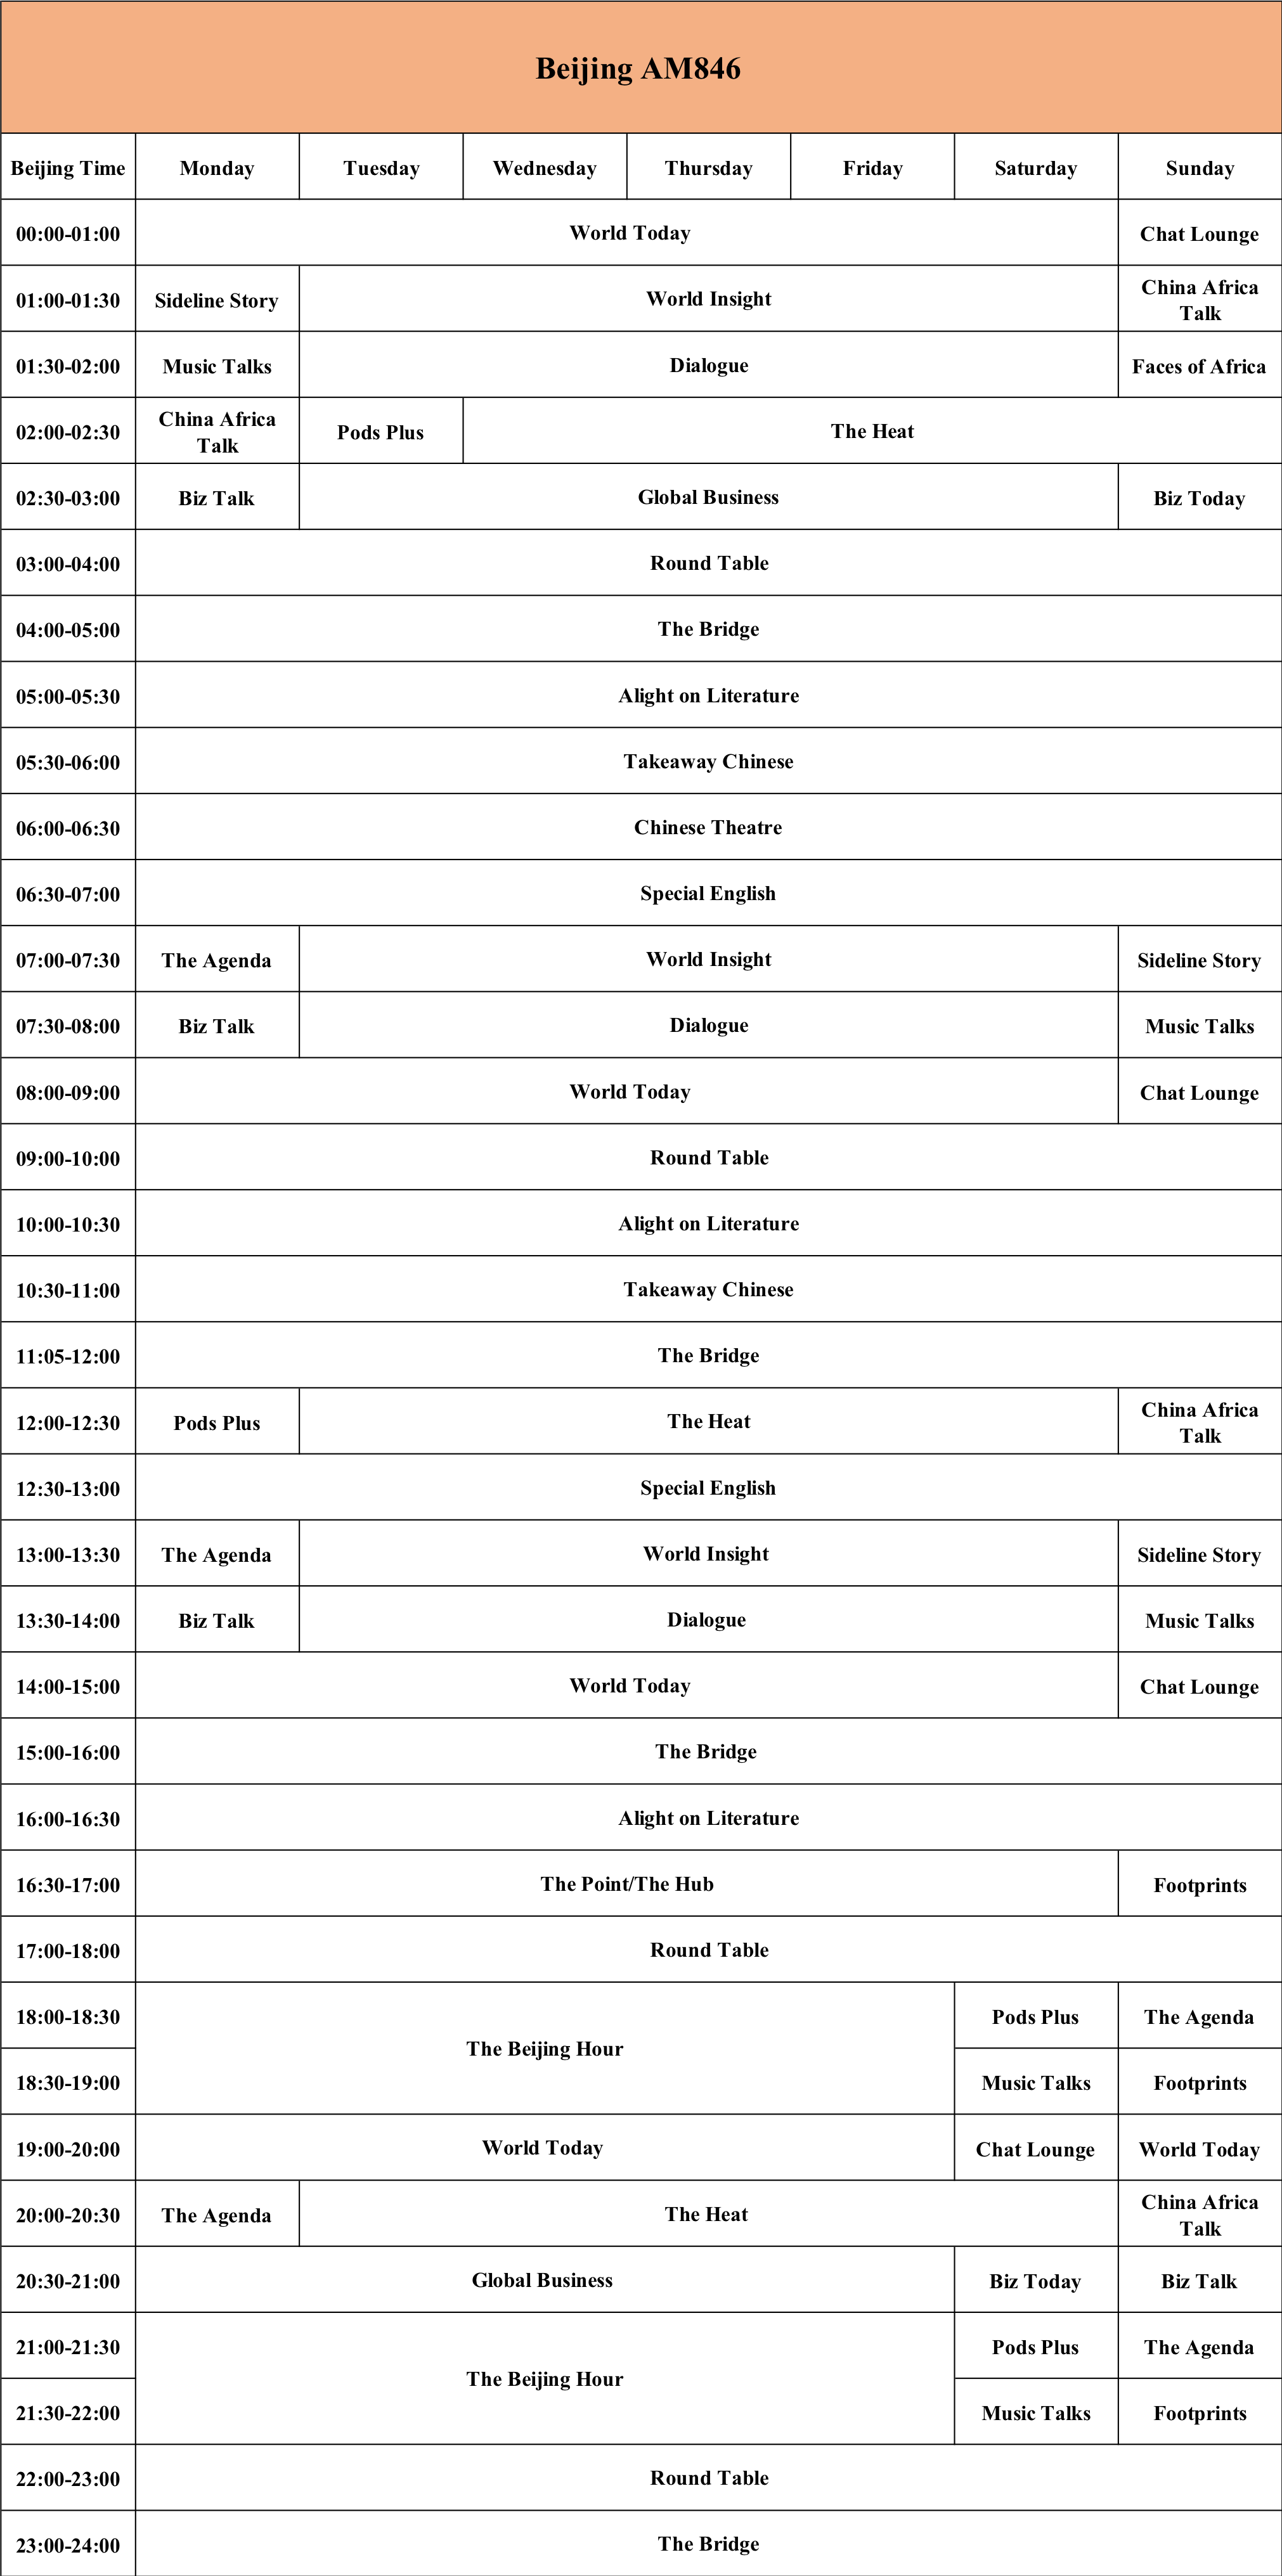 Beijing AM846
Beijing Time Monday Tuesday Wednesday Thursday Friday Saturday Sunday
00:00-01:00 World Today Chat Lounge
01:00-01:30 Sideline Story World Insight China Africa Talk
01:30-02:00 Music Talks Dialogue Faces of Africa
02:00-02:30 China Africa Talk Pods Plus The Heat
02:30-03:00 Biz Talk Global Business Biz Today
03:00-04:00 Round Table
04:00-05:00 The Bridge
05:00-05:30 Alight on Literature
05:30-06:00 Takeaway Chinese
06:00-06:30 Chinese Theatre
06:30-07:00 Special English
07:00-07:30 The Agenda World Insight Sideline Story
07:30-08:00 Biz Talk Dialogue Music Talks
08:00-09:00 World Today Chat Lounge
09:00-10:00 Round Table
10:00-10:30 Alight on Literature
10:30-11:00 Takeaway Chinese
11:05-12:00 The Bridge
12:00-12:30 Pods Plus The Heat China Africa Talk
12:30-13:00 Special English
13:00-13:30 The Agenda World Insight Sideline Story
13:30-14:00 Biz Talk Dialogue Music Talks
14:00-15:00 World Today Chat Lounge
15:00-16:00 The Bridge
16:00-16:30 Alight on Literature
16:30-17:00 The Point/The Hub Footprints
17:00-18:00 Round Table
18:00-18:30 The Beijing Hour Pods Plus The Agenda
18:30-19:00 Music Talks Footprints
19:00-20:00 World Today Chat Lounge World Today
20:00-20:30 The Agenda The Heat China Africa Talk
20:30-21:00 Global Business Biz Today Biz Talk
21:00-21:30 The Beijing Hour Pods Plus The Agenda
21:30-22:00 Music Talks Footprints
22:00-23:00 Round Table
23:00-24:00 The Bridge